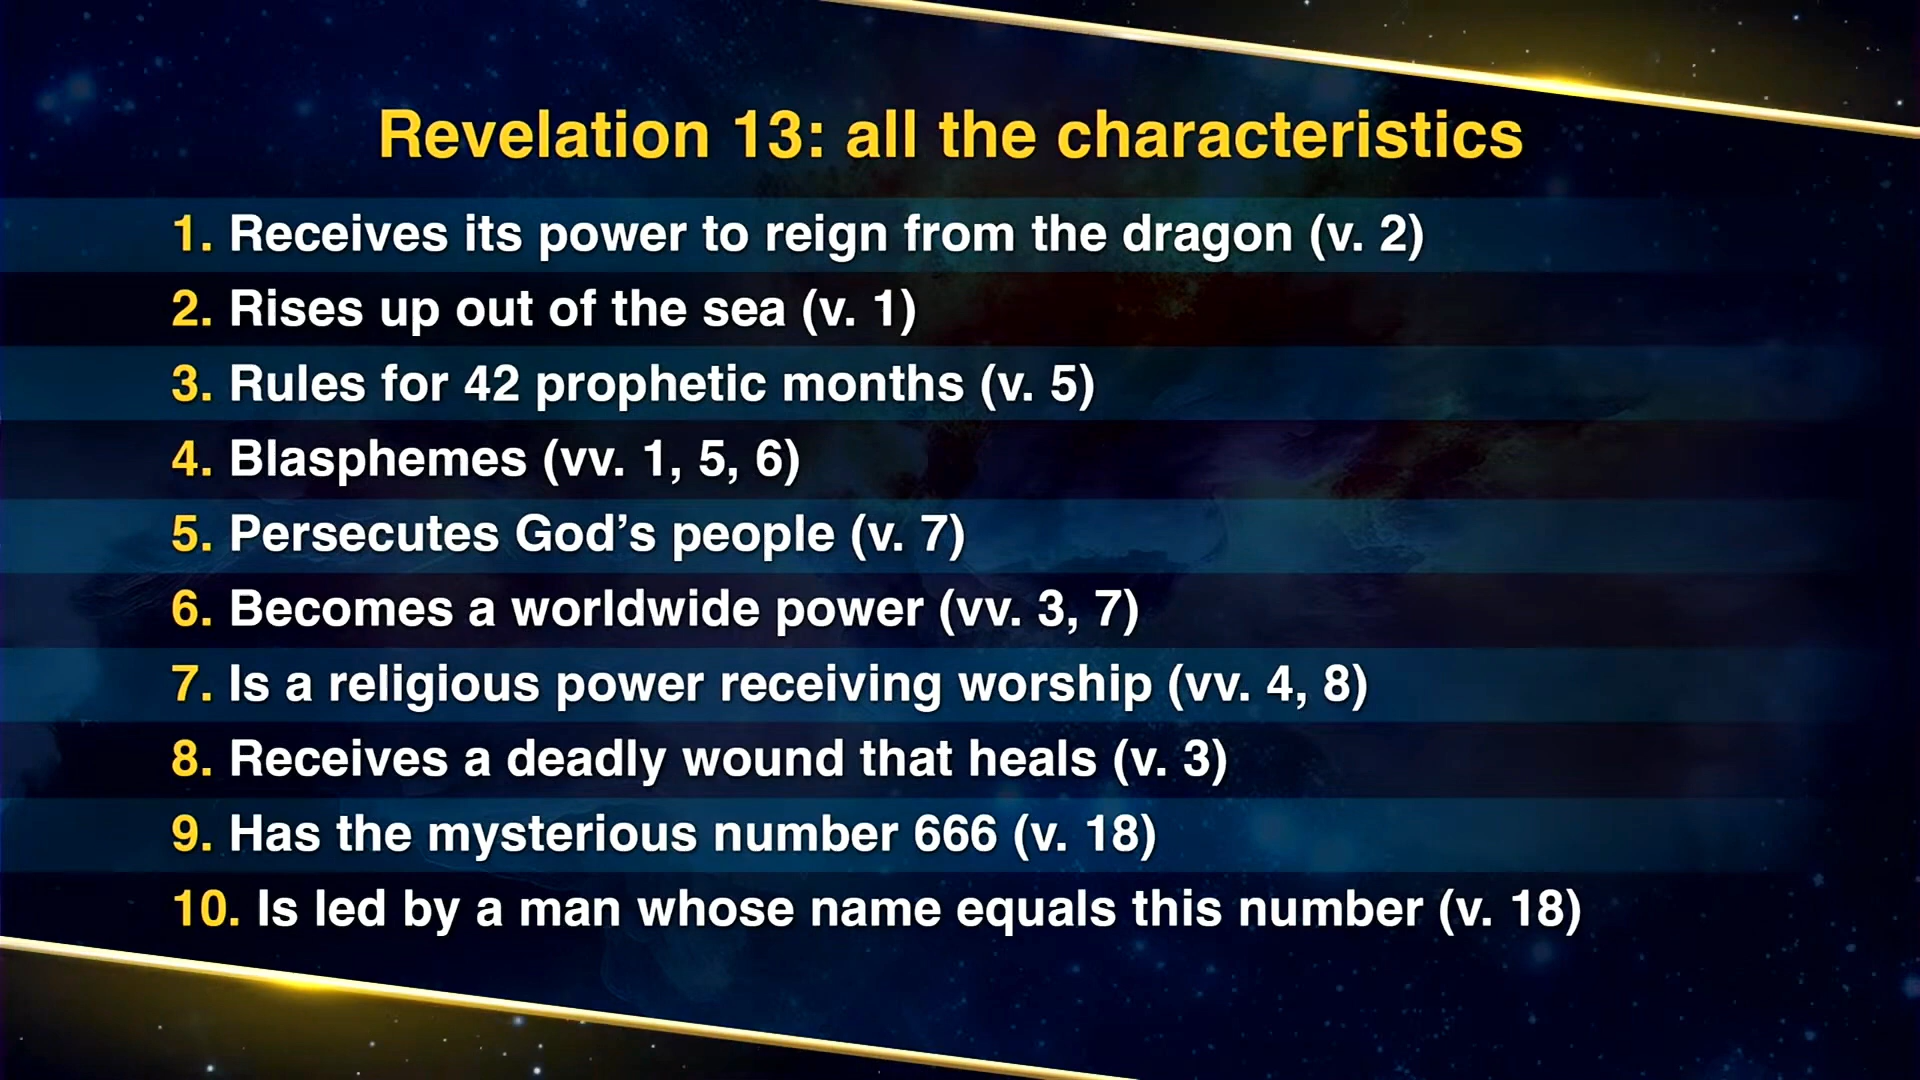 Revelation 13: all the characteristics
1. Receives its power to reign from the dragon (v. 2)
2. Rises up out of the sea (v. 1)
3. Rules for 42 prophetic months (v. 5)
4. Blasphemes (vv. 1, 5, 6)
5. Persecutes God’s people (v. 7)
6. Becomes a worldwide power (vv. 3, 7)
7. Is a religious power receiving worship (vv. 4, 8)
8. Receives a deadly wound that heals (v. 3)
9. Has the mysterious number 666 (v. 18)
10. Is led by a man whose name equals this number (v. 18)